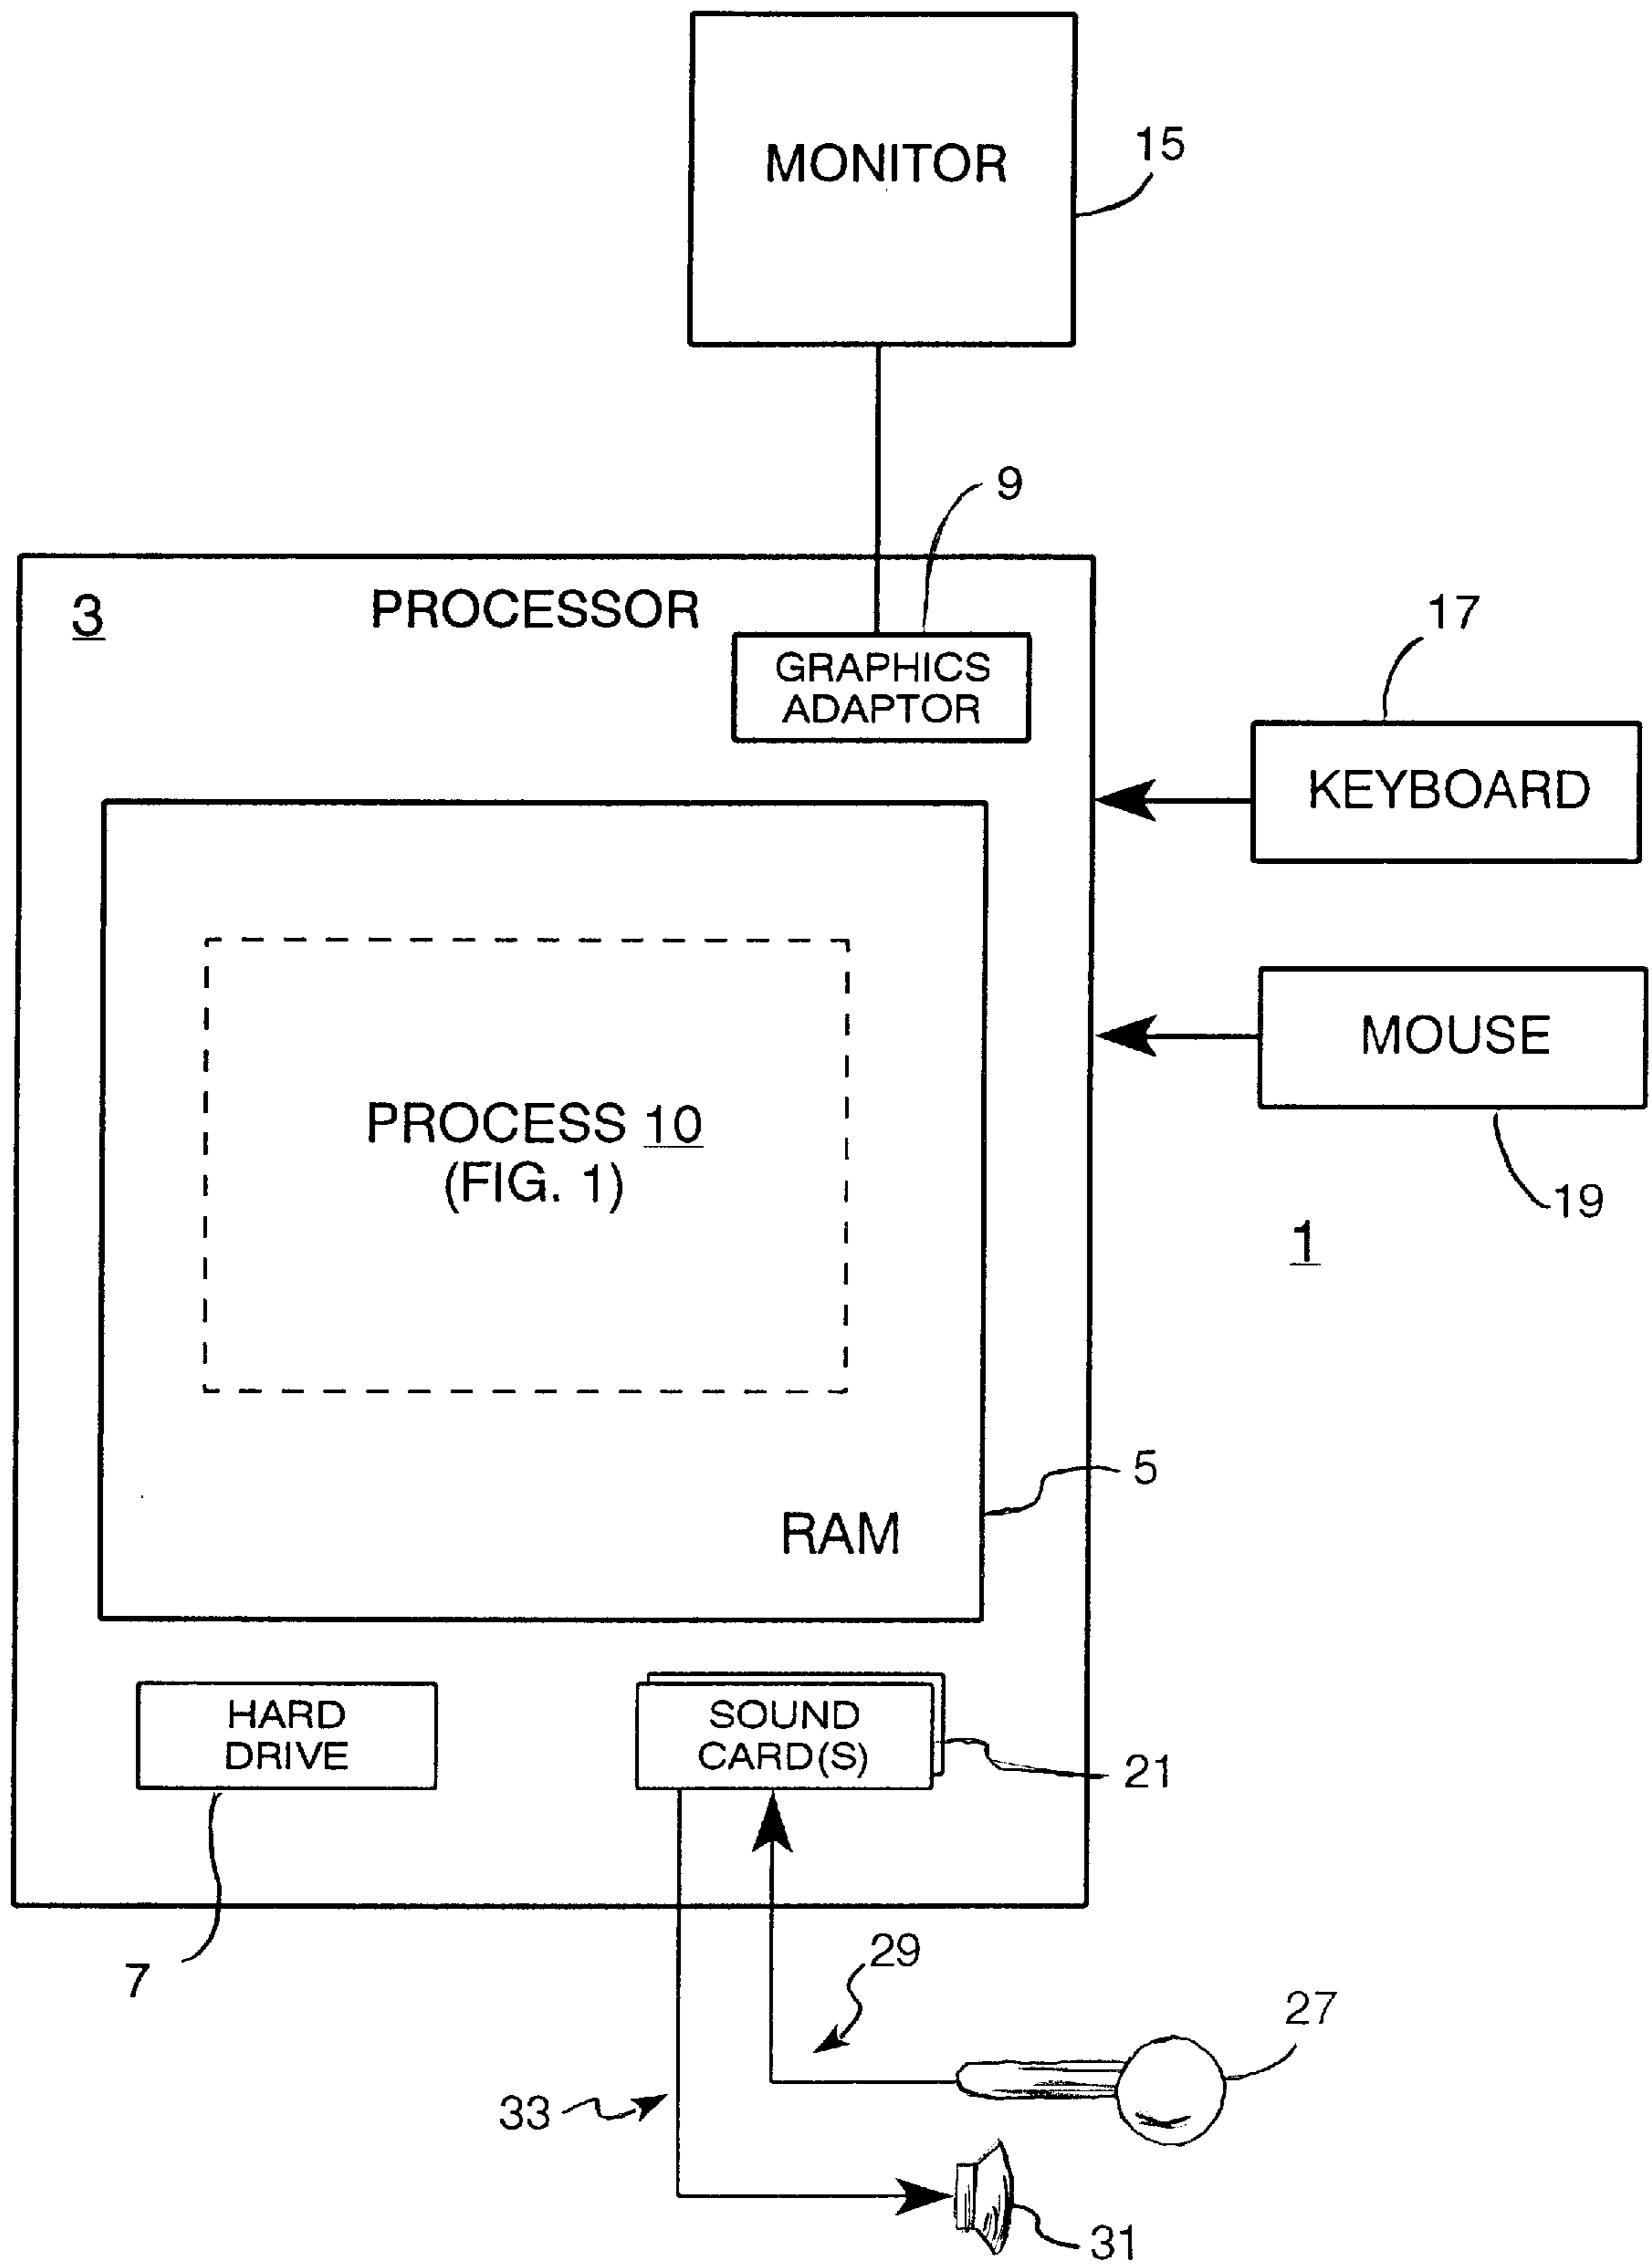 MONITOR
15
9
3
PROCESSOR
GRAPHICS
ADAPTOR
17
KEYBOARD
MOUSE
19
1
PROCESS 10
(FIG. 1)
5
RAM
HARD
DRIVE
SOUND
CARD(S)
21
7
29
27
33
31